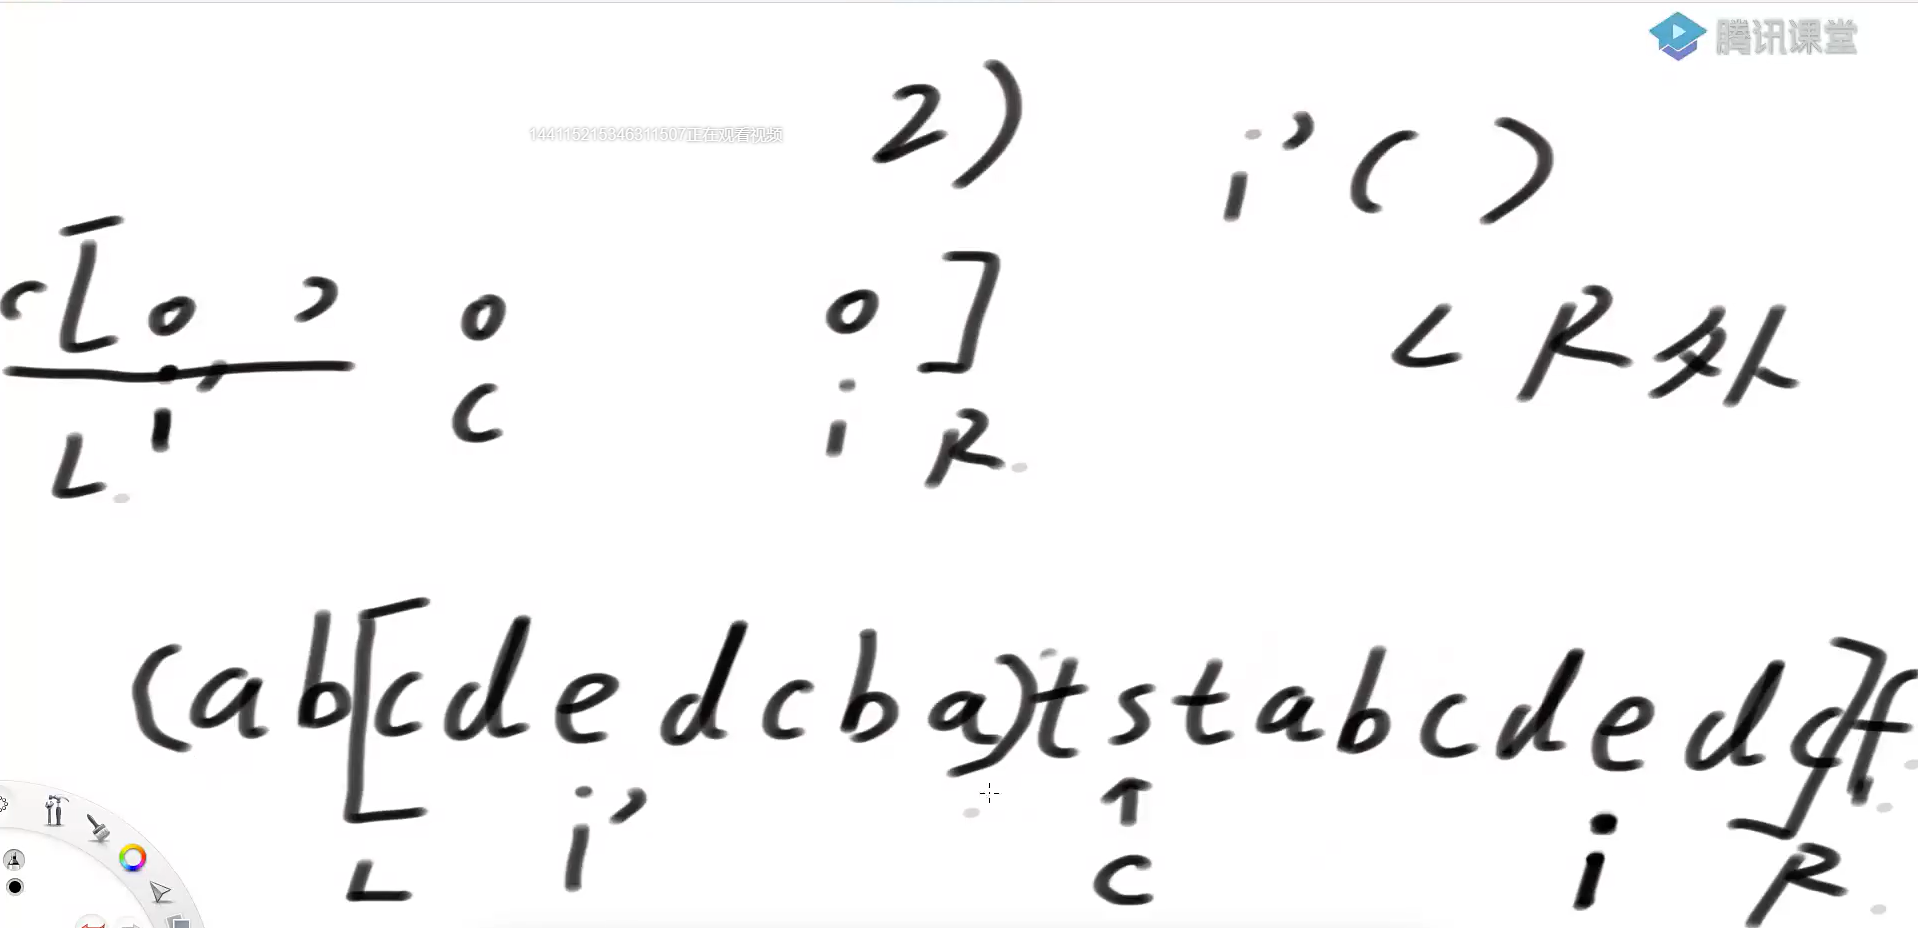 腾讯课堂
144115215346311507正在观看视频
2) i' ( )
( [ o ) o o ] L R 外
i' C i R
L
(ab[cdedcba)tstabcdedc]f
i' ↑ i
L C R